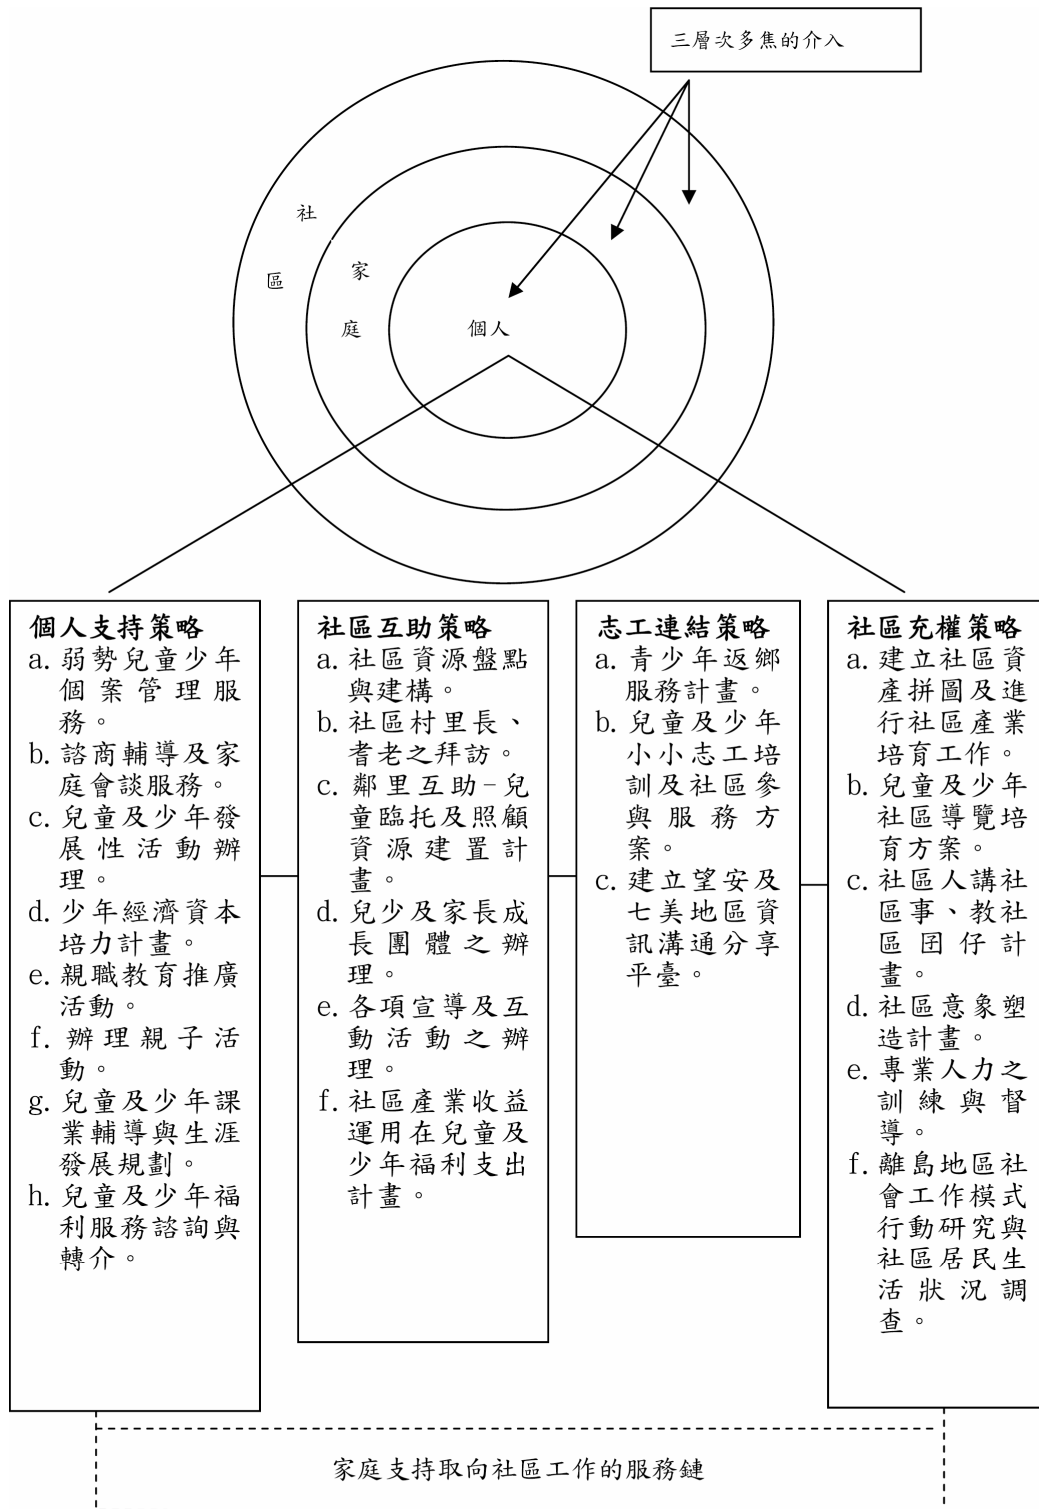 三層次多焦的介入
社
區
家
庭
個人
個人支持策略
a. 弱勢兒童少年
個案管理服
務。
b. 諮商輔導及家
庭會談服務。
c. 兒童及少年發
展性活動辦
理。
d. 少年經濟資本
培力計畫。
e. 親職教育推廣
活動。
f. 辦理親子活
動。
g. 兒童及少年課
業輔導與生涯
發展規劃。
h. 兒童及少年福
利服務諮詢與
轉介。
社區互助策略
a. 社區資源盤點
與建構。
b. 社區村里長、
耆老之拜訪。
c. 鄰里互助-兒
童臨托及照顧
資源建置計
畫。
d. 兒少及家長成
長團體之辦
理。
e. 各項宣導及互
動活動之辦
理。
f. 社區產業收益
運用在兒童及
少年福利支出
計畫。
志工連結策略
a. 青少年返鄉
服務計畫。
b. 兒童及少年
小小志工培
訓及社區參
與服務方
案。
c. 建立望安及
七美地區資
訊溝通分享
平臺。
社區充權策略
a. 建立社區資
產拼圖及進
行社區產業
培育工作。
b. 兒童及少年
社區導覽培
育方案。
c. 社區人講社
區事、教社
區囝仔計
畫。
d. 社區意象塑
造計畫。
e. 專業人力之
訓練與督
導。
f. 離島地區社
會工作模式
行動研究與
社區居民生
活狀況調
查。
家庭支持取向社區工作的服務鏈